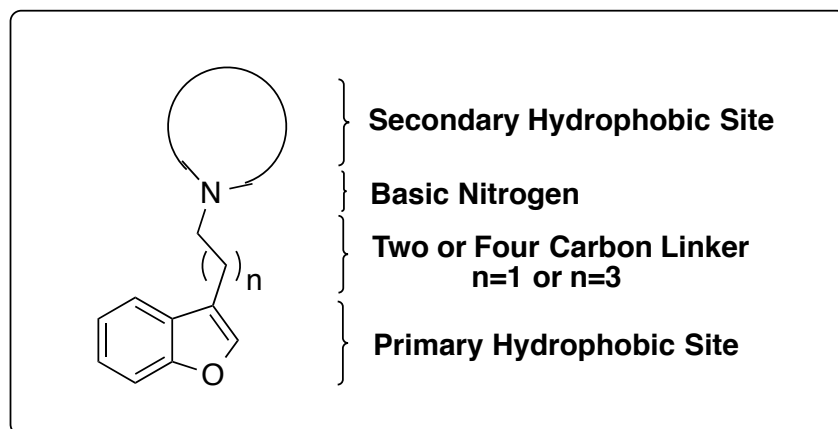 Secondary Hydrophobic Site
N
Basic Nitrogen
Two or Four Carbon Linker
n=1 or n=3
( ) n
Primary Hydrophobic Site
O